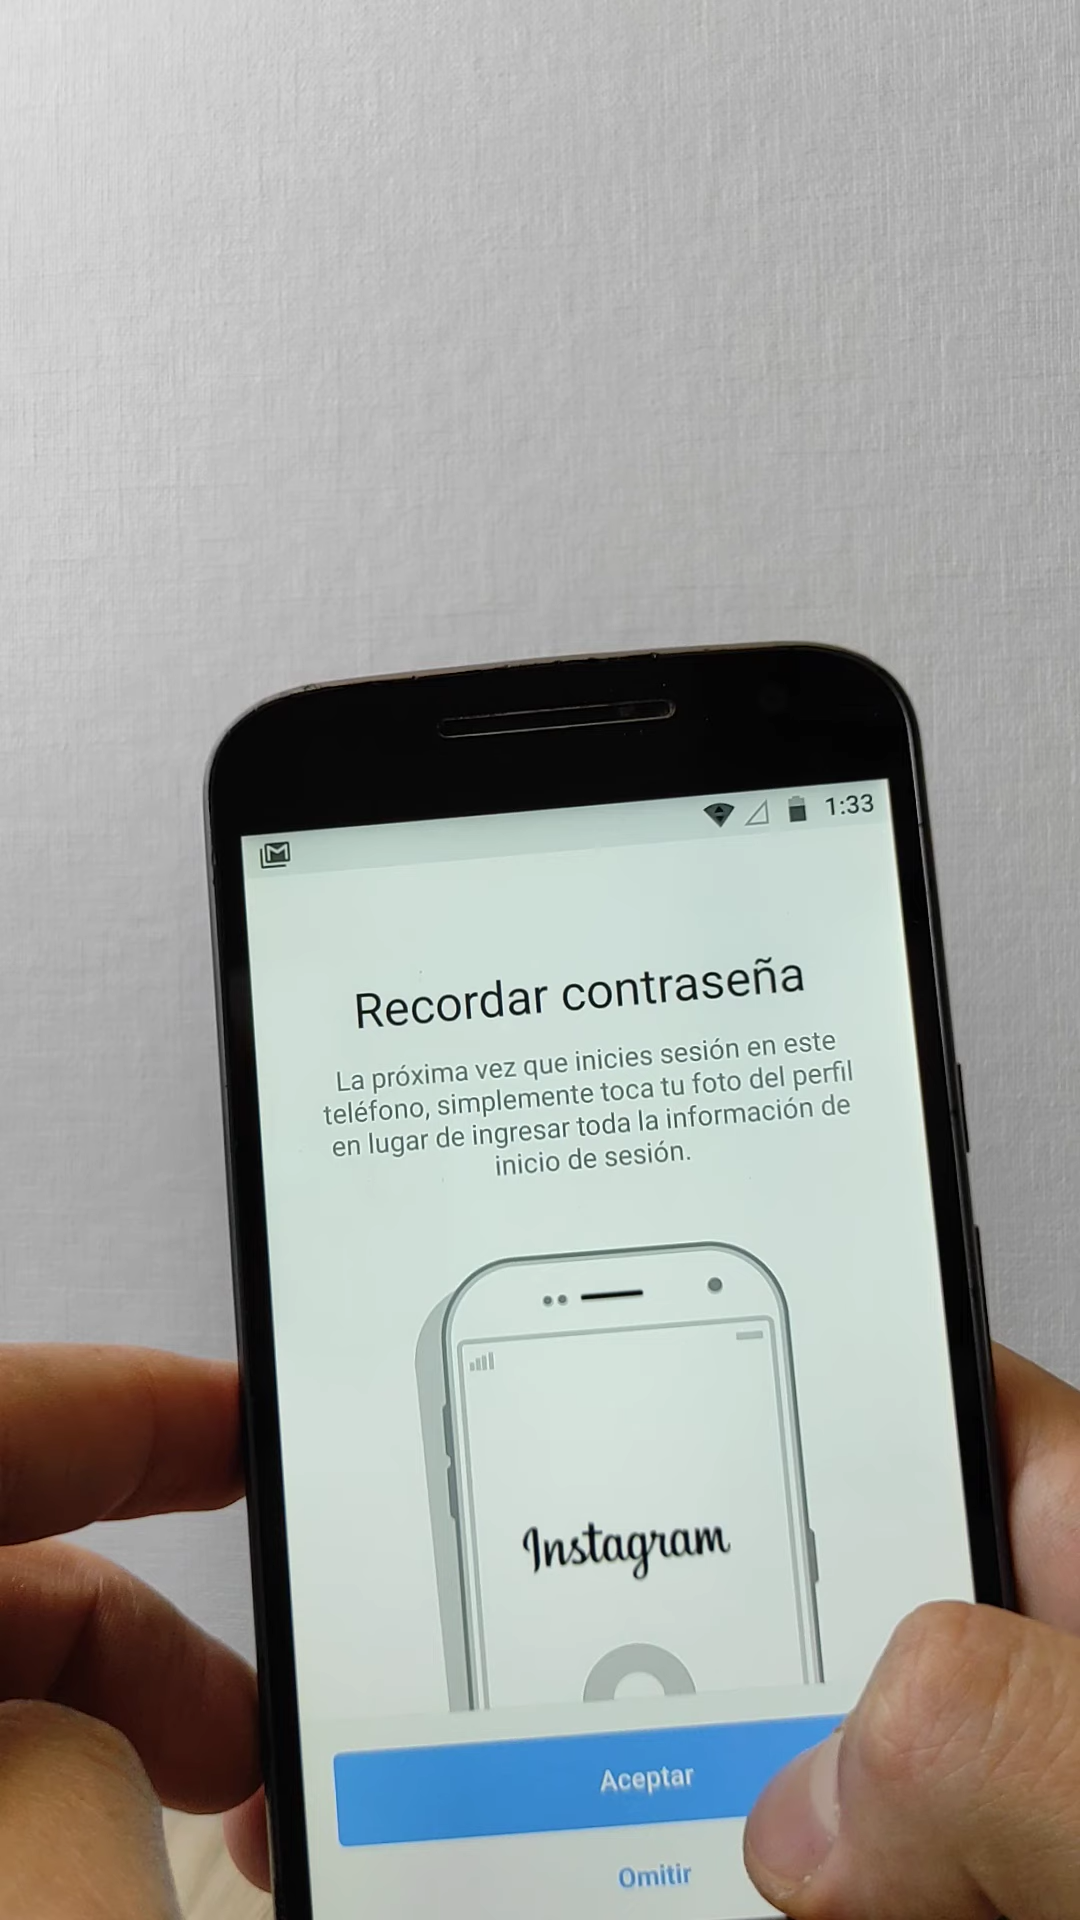 1:33
Recordar contraseña
La próxima vez que inicies sesión en este
teléfono, simplemente toca tu foto del perfil
en lugar de ingresar toda la información de
inicio de sesión.
Instagram
Aceptar
Omitir